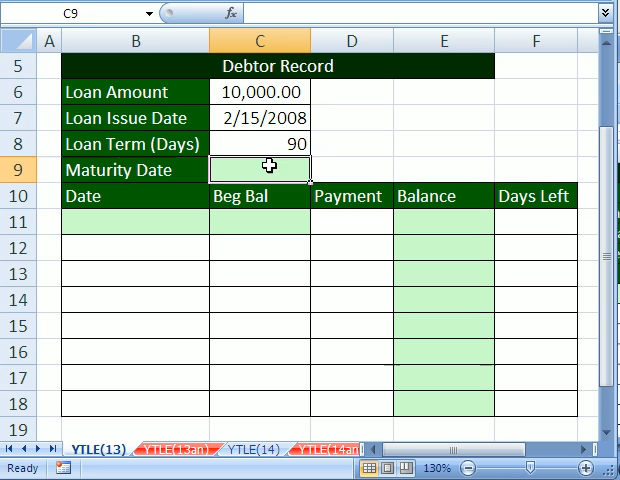 C9 fx
A B C D E F
5 Debtor Record
6 Loan Amount 10,000.00
7 Loan Issue Date 2/15/2008
8 Loan Term (Days) 90
9 Maturity Date
10 Date Beg Bal Payment Balance Days Left
11
12
13
14
15
16
17
18
19
YTLE(13) YTLE(13an) YTLE(14) YTLE(14an
Ready 130%